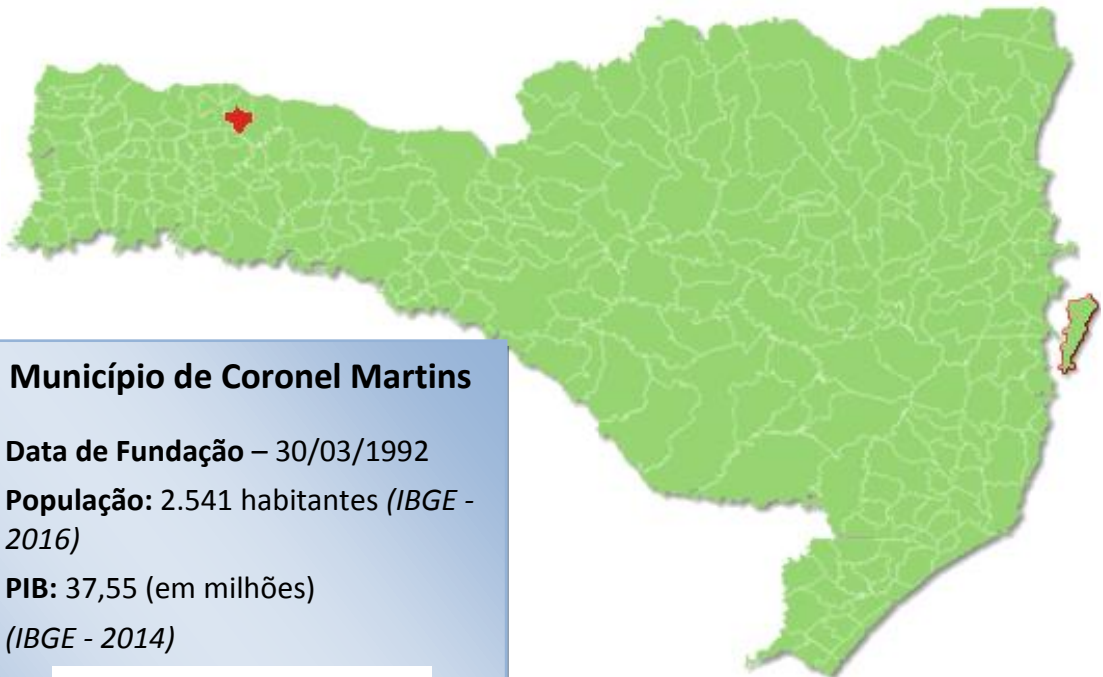 Município de Coronel Martins
Data de Fundação – 30/03/1992
População: 2.541 habitantes (IBGE -
2016)
PIB: 37,55 (em milhões)
(IBGE - 2014)